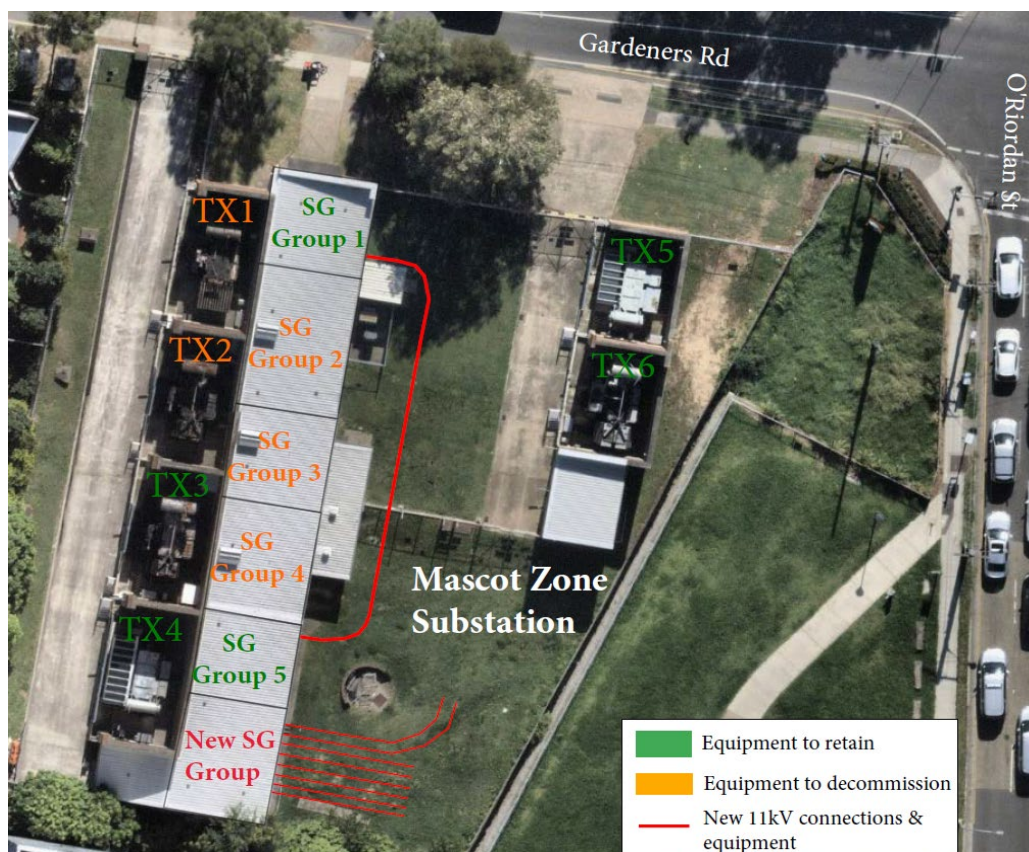 Gardeners Rd
O'Riordan St
TX1
SG
Group 1
TX5
TX2
SG
Group 2
TX6
SG
Group 3
TX3
SG
Group 4
Mascot Zone
Substation
TX4
SG
Group 5
New SG
Group
Equipment to retain
Equipment to decommission
New 11kV connections &
equipment